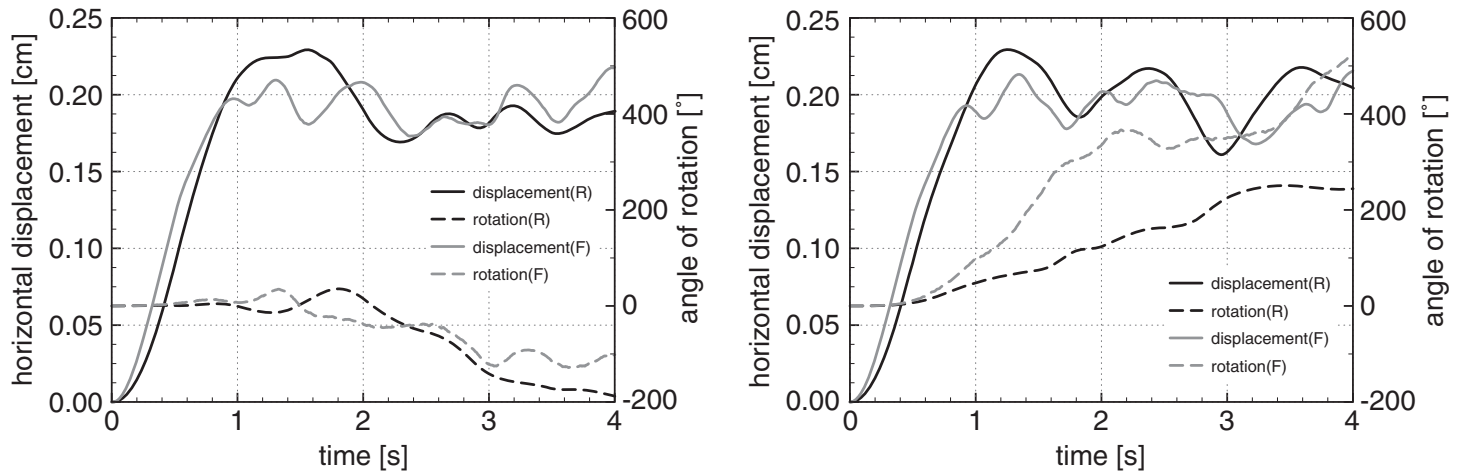 horizontal displacement [cm]
0.25
0.20
0.15
0.10
0.05
0.00
600
400
200
0
-200
angle of rotation [°]
displacement(R)
rotation(R)
displacement(F)
rotation(F)
0 1 2 3 4
time [s]
horizontal displacement [cm]
0.25
0.20
0.15
0.10
0.05
0.00
600
400
200
0
-200
angle of rotation [°]
displacement(R)
rotation(R)
displacement(F)
rotation(F)
0 1 2 3 4
time [s]